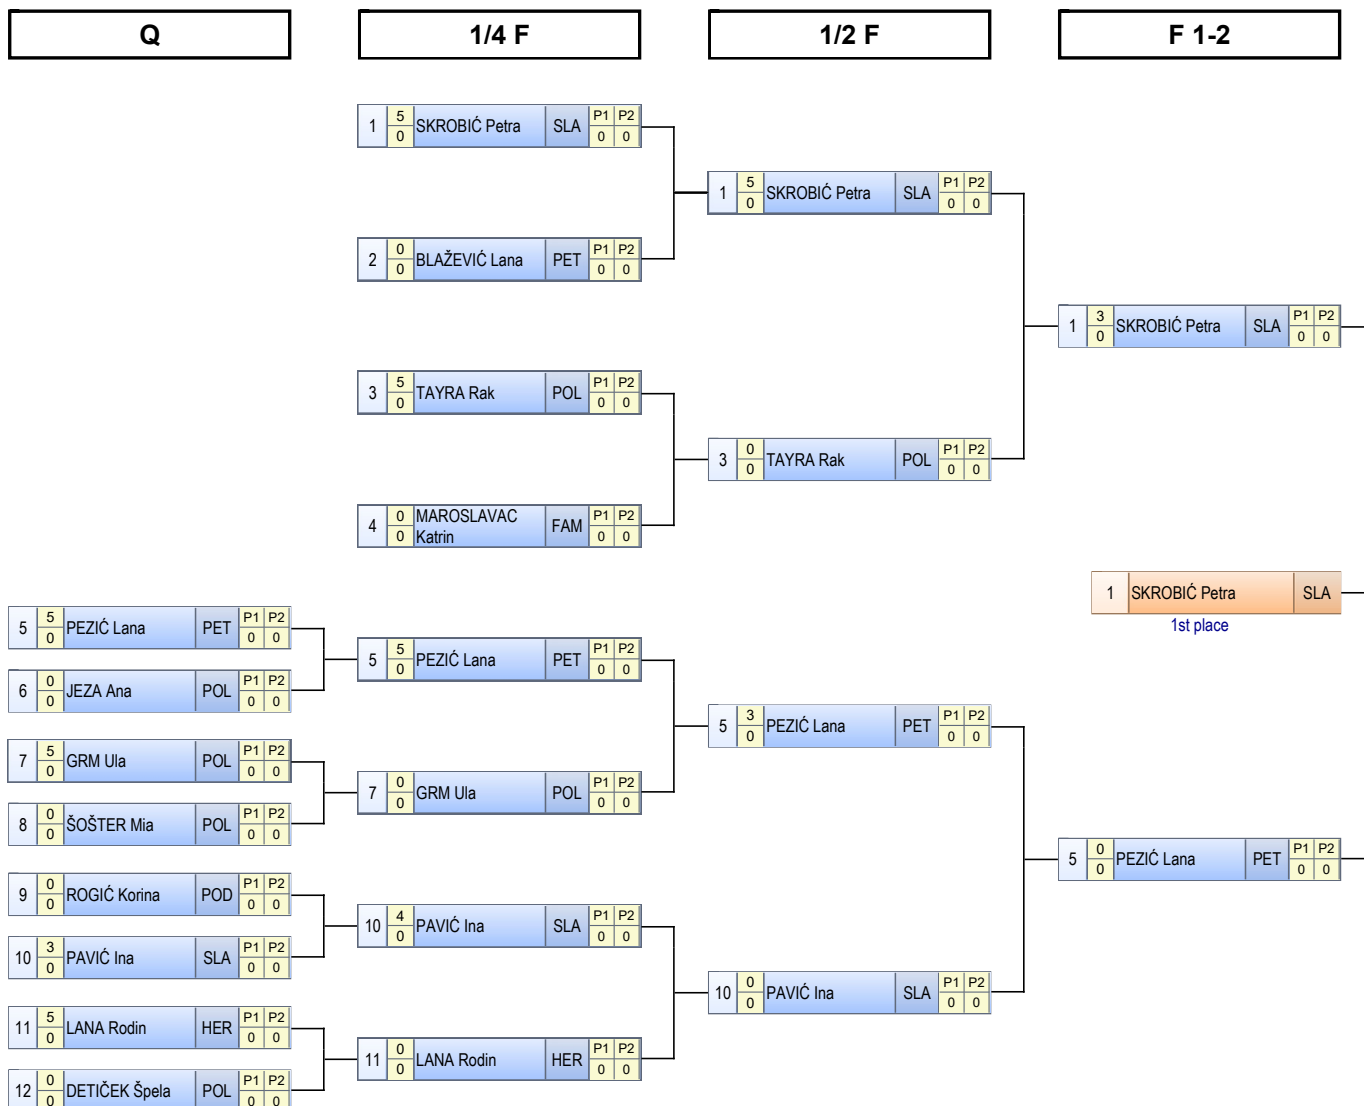 Q
1/4 F
1/2 F
F 1-2
1 5 0 SKROBIĆ Petra SLA P1 P2 0 0
2 0 0 BLAŽEVIĆ Lana PET P1 P2 0 0
3 5 0 TAYRA Rak POL P1 P2 0 0
4 0 0 MAROSLAVAC
Katrin FAM P1 P2 0 0
5 5 0 PEZIĆ Lana PET P1 P2 0 0
7 0 0 GRM Ula POL P1 P2 0 0
10 4 0 PAVIĆ Ina SLA P1 P2 0 0
11 0 0 LANA Rodin HER P1 P2 0 0
5 5 0 PEZIĆ Lana PET P1 P2 0 0
6 0 0 JEZA Ana POL P1 P2 0 0
7 5 0 GRM Ula POL P1 P2 0 0
8 0 0 ŠOŠTER Mia POL P1 P2 0 0
9 0 0 ROGIĆ Korina POD P1 P2 0 0
10 3 0 PAVIĆ Ina SLA P1 P2 0 0
11 5 0 LANA Rodin HER P1 P2 0 0
12 0 0 DETIČEK Špela POL P1 P2 0 0
1 5 0 SKROBIĆ Petra SLA P1 P2 0 0
3 0 0 TAYRA Rak POL P1 P2 0 0
5 3 0 PEZIĆ Lana PET P1 P2 0 0
10 0 0 PAVIĆ Ina SLA P1 P2 0 0
1 3 0 SKROBIĆ Petra SLA P1 P2 0 0
1 SKROBIĆ Petra SLA
1st place
5 0 0 PEZIĆ Lana PET P1 P2 0 0